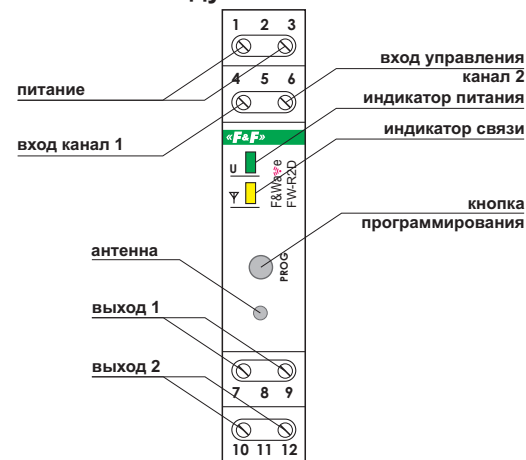 1 2 3
вход управления
канал 2
4 5 6
питание
индикатор питания
вход канал 1
индикатор связи
«F&F»
U
F&Wave
FW-R2D
кнопка
программирования
PROG
антенна
выход 1
7 8 9
выход 2
10 11 12